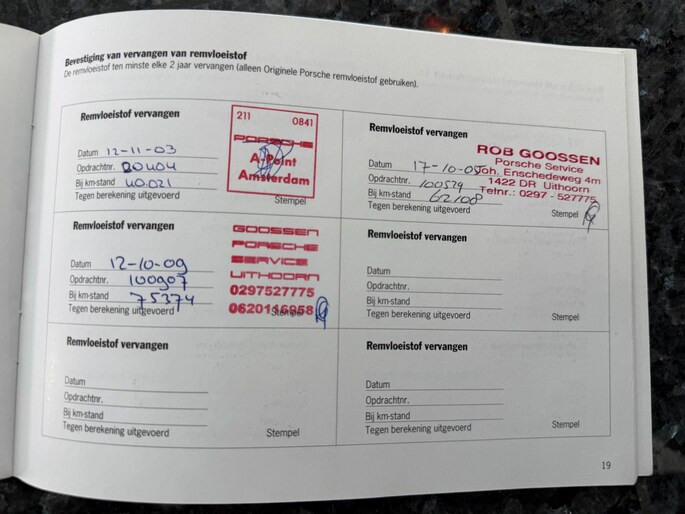 Bevestiging van vervangen van remvloeistof
De remvloeistof ten minste elke 2 jaar vervangen (alleen Originele Porsche remvloeistof gebruiken).
Remvloeistof vervangen
Datum 12-11-03
Opdrachtnr. 20404
Bij km-stand 40.021
Tegen berekening uitgevoerd
Stempel
211 0841
PORSCHE
A-Point
Amsterdam
Remvloeistof vervangen
Datum 17-10-05
Opdrachtnr. 100579
Bij km-stand 62108
Tegen berekening uitgevoerd
Stempel
ROB GOOSSEN
Porsche Service
Joh. Enschedeweg 4m
1422 DR Uithoorn
Telnr.: 0297 - 527775
Remvloeistof vervangen
Datum 12-10-09
Opdrachtnr. 100907
Bij km-stand 75374
Tegen berekening uitgevoerd
Stempel
GOOSSEN
PORSCHE
SERVICE
UITHOORN
0297527775
Remvloeistof vervangen
Datum
Opdrachtnr.
Bij km-stand
Tegen berekening uitgevoerd
Stempel
Remvloeistof vervangen
Datum
Opdrachtnr.
Bij km-stand
Tegen berekening uitgevoerd
Stempel
Remvloeistof vervangen
Datum
Opdrachtnr.
Bij km-stand
Tegen berekening uitgevoerd
Stempel
19